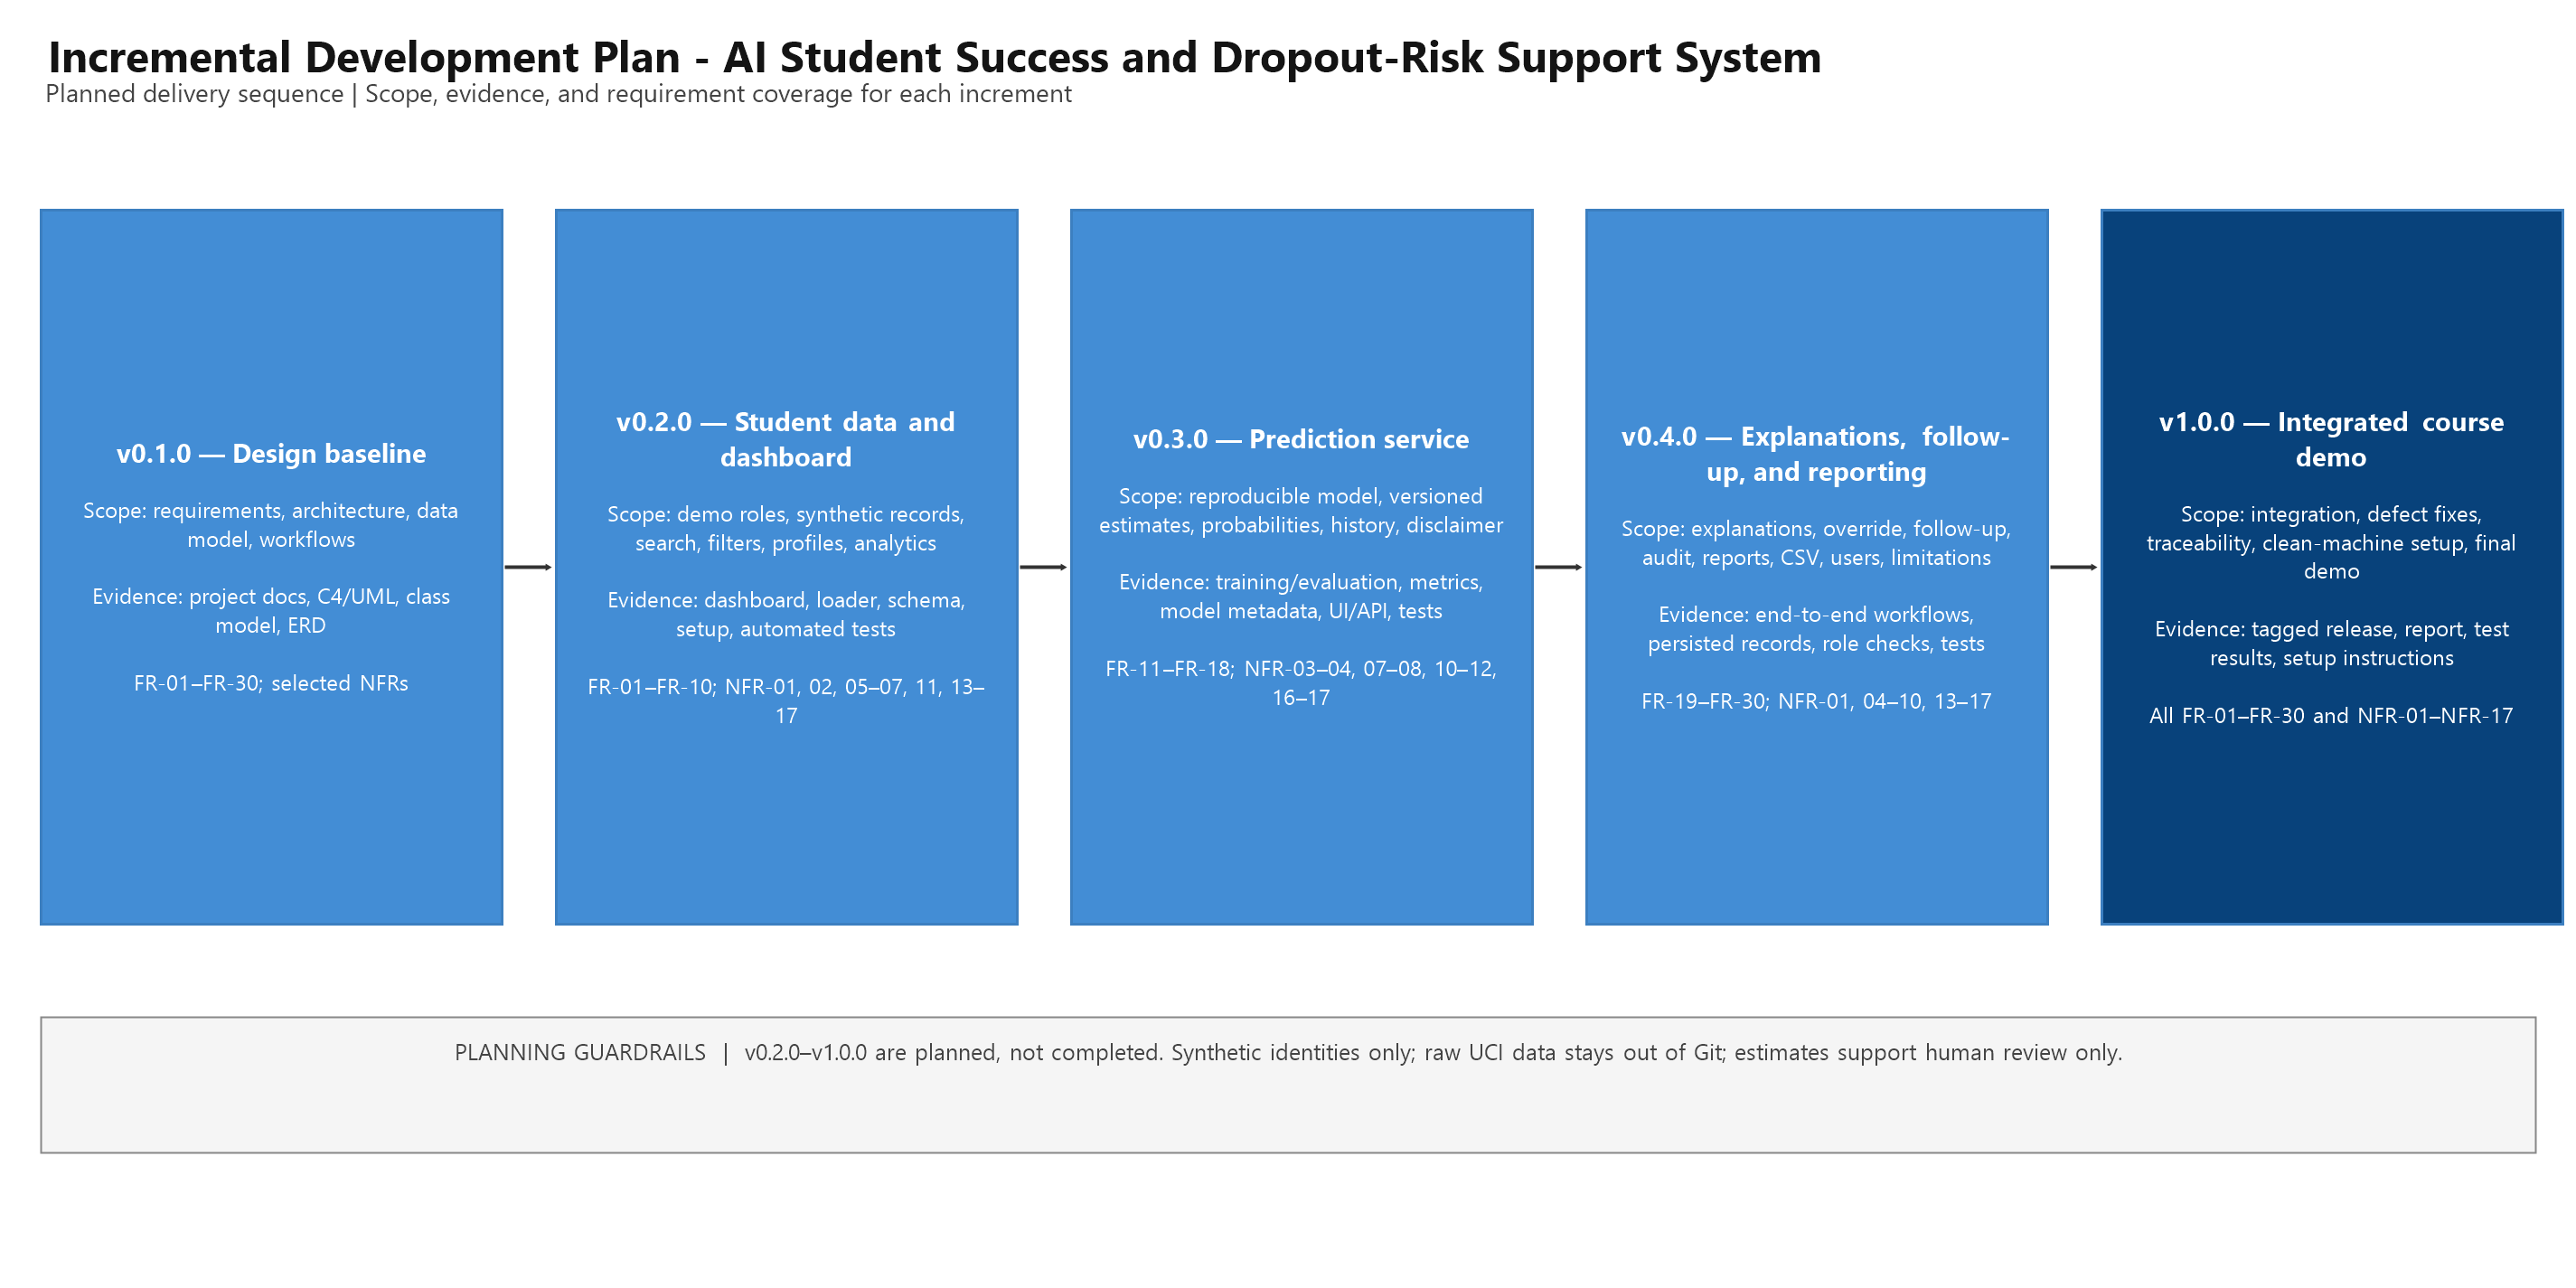 Incremental Development Plan - AI Student Success and Dropout-Risk Support System
Planned delivery sequence | Scope, evidence, and requirement coverage for each increment
v0.1.0 — Design baseline
Scope: requirements, architecture, data
model, workflows
Evidence: project docs, C4/UML, class
model, ERD
FR-01–FR-30; selected NFRs
v0.2.0 — Student data and
dashboard
Scope: demo roles, synthetic records,
search, filters, profiles, analytics
Evidence: dashboard, loader, schema,
setup, automated tests
FR-01–FR-10; NFR-01, 02, 05–07, 11, 13–
17
v0.3.0 — Prediction service
Scope: reproducible model, versioned
estimates, probabilities, history, disclaimer
Evidence: training/evaluation, metrics,
model metadata, UI/API, tests
FR-11–FR-18; NFR-03–04, 07–08, 10–12,
16–17
v0.4.0 — Explanations, follow-
up, and reporting
Scope: explanations, override, follow-up,
audit, reports, CSV, users, limitations
Evidence: end-to-end workflows,
persisted records, role checks, tests
FR-19–FR-30; NFR-01, 04–10, 13–17
v1.0.0 — Integrated course
demo
Scope: integration, defect fixes,
traceability, clean-machine setup, final
demo
Evidence: tagged release, report, test
results, setup instructions
All FR-01–FR-30 and NFR-01–NFR-17
PLANNING GUARDRAILS | v0.2.0–v1.0.0 are planned, not completed. Synthetic identities only; raw UCI data stays out of Git; estimates support human review only.